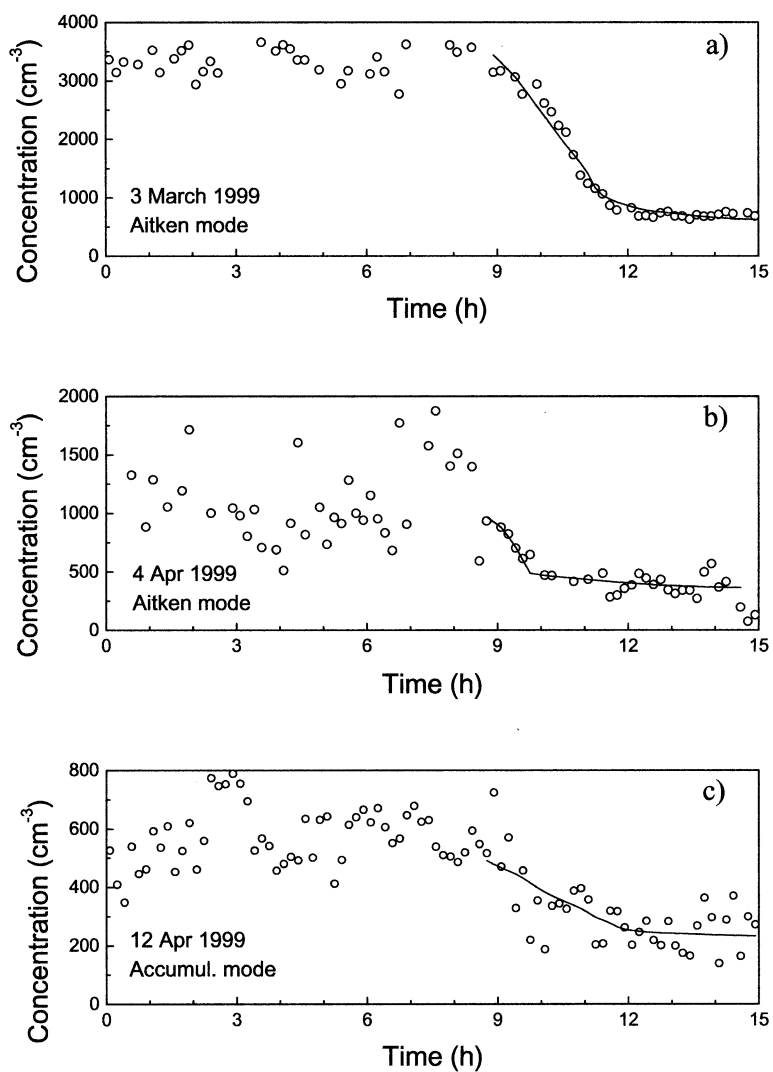 a)
4000
3000
2000
1000
0
Concentration (cm-3)
3 March 1999
Aitken mode
0 3 6 9 12 15
Time (h)
b)
2000
1500
1000
500
0
Concentration (cm-3)
4 Apr 1999
Aitken mode
0 3 6 9 12 15
Time (h)
c)
800
600
400
200
0
Concentration (cm-3)
12 Apr 1999
Accumul. mode
0 3 6 9 12 15
Time (h)